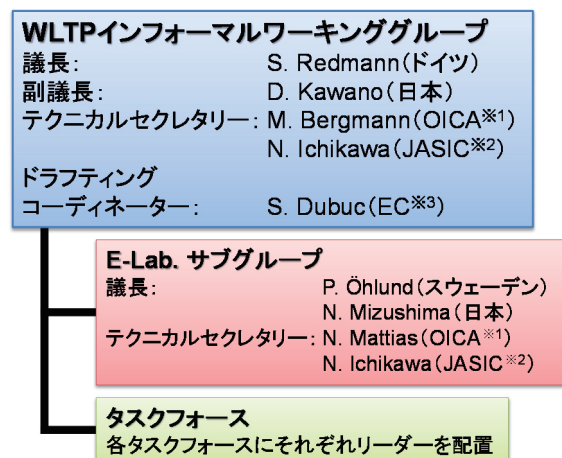 WLTPインフォーマルワーキンググループ
議長： S. Redmann（ドイツ）
副議長： D. Kawano（日本）
テクニカルセクレタリー： M. Bergmann（OICA※1）
N. Ichikawa（JASIC※2）
ドラフティング
コーディネーター： S. Dubuc（EC※3）
E-Lab. サブグループ
議長： P. Öhlund（スウェーデン）
N. Mizushima（日本）
テクニカルセクレタリー： N. Mattias（OICA※1）
N. Ichikawa（JASIC※2）
タスクフォース
各タスクフォースにそれぞれリーダーを配置